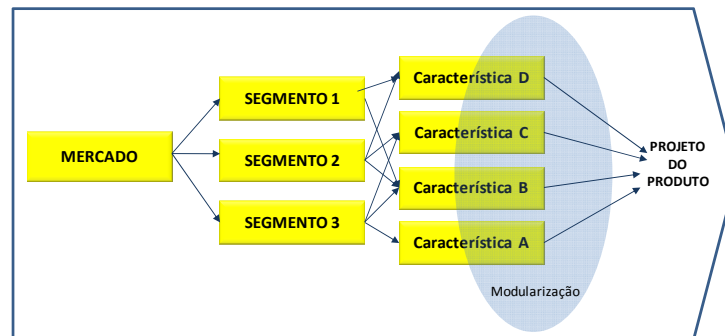 MERCADO
SEGMENTO 1
SEGMENTO 2
SEGMENTO 3
Característica D
Característica C
Característica B
Característica A
Modularização
PROJETO
DO
PRODUTO